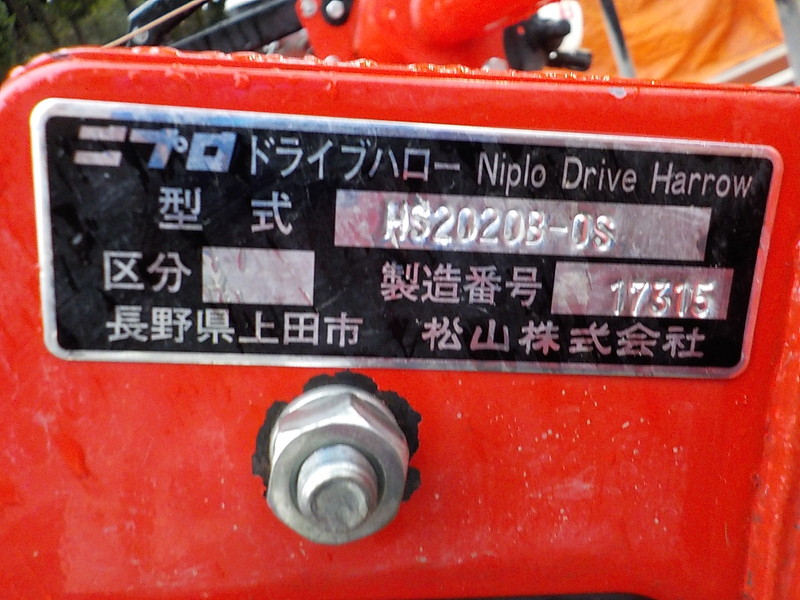 ニプロ ドライブハロー Niplo Drive Harrow
型式 HS2020B-0S
区分 製造番号 17315
長野県上田市 松山株式会社